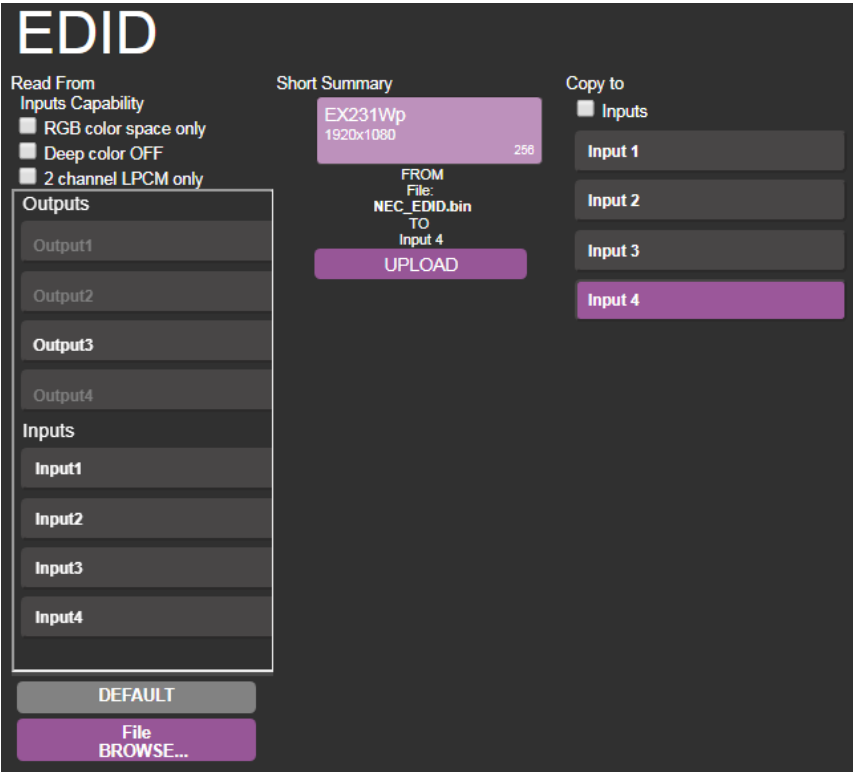 EDID
Read From
Inputs Capability
RGB color space only
Deep color OFF
2 channel LPCM only
Outputs
Output1
Output2
Output3
Output4
Inputs
Input1
Input2
Input3
Input4
DEFAULT
File
BROWSE...
Short Summary
EX231Wp
1920x1080
256
FROM
File:
NEC_EDID.bin
TO
Input 4
UPLOAD
Copy to
Inputs
Input 1
Input 2
Input 3
Input 4